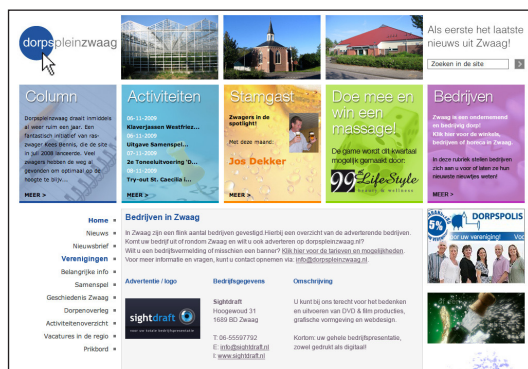 dorpspleinzwaag
Als eerste het laatste
nieuws uit Zwaag!
Zoeken in de site
Column
Dorpspleinzwaag draait inmiddels
al weer ruim een jaar. Een
fantastisch initiatief van ras-
zwager Kees Bennis, die de site
in juli 2008 lanceerde. Veel
zwagers hebben de weg al
gevonden om optimaal op de
hoogte te blijv...
MEER >
Activiteiten
06-11-2009
Klaverjassen Westfriez...
06-11-2009
Uitgave Samenspel...
07-11-2009
2e Toneeluitvoering 'D...
08-11-2009
Try-out St. Caecilia i...
MEER >
Stamgast
Zwagers in de
spotlight!
Met deze maand:
Jos Dekker
MEER >
Doe mee en
win een
massage!
De game wordt dit kwartaal
mogelijk gemaakt door:
99 LifeStyle
beauty & wellness
Bedrijven
Zwaag is een ondernemend
en bedrijvig dorp!
Klik hier voor de winkels,
bedrijven of horeca in Zwaag.
In deze rubriek stellen bedrijven
zich aan u voor of laten ze hun
nieuwste nieuwtjes weten!
MEER >
Home
Nieuws
Nieuwsbrief
Verenigingen
Belangrijke info
Samenspel
Geschiedenis Zwaag
Dorpenoverleg
Activiteitenoverzicht
Vacatures in de regio
Prikbord
Bedrijven in Zwaag
In Zwaag zijn een flink aantal bedrijven gevestigd. Hierbij een overzicht van de adverterende bedrijven.
Komt uw bedrijf uit of rondom Zwaag en wilt u ook adverteren op dorpspleinzwaag.nl?
Wilt u een bedrijfsvermelding of misschien een banner? Klik hier voor de tarieven en mogelijkheden.
Voor meer informatie en vragen, kunt u contact opnemen via: info@dorpspleinzwaag.nl.
Advertentie / logo
Bedrijfsgegevens
Omschrijving
sightdraft
voor uw totale bedrijfspresentatie
Sightdraft
Hoogewoud 31
1689 BD Zwaag
T: 06-55597792
E: info@sightdraft.nl
I: www.sightdraft.nl
U kunt bij ons terecht voor het bedenken
en uitvoeren van DVD & film producties,
grafische vormgeving en webdesign.
Kortom: uw gehele bedrijfspresentatie,
zowel gedrukt als digitaal!
5%
DORPSPOLIS
oor uw vereniging!
Voo